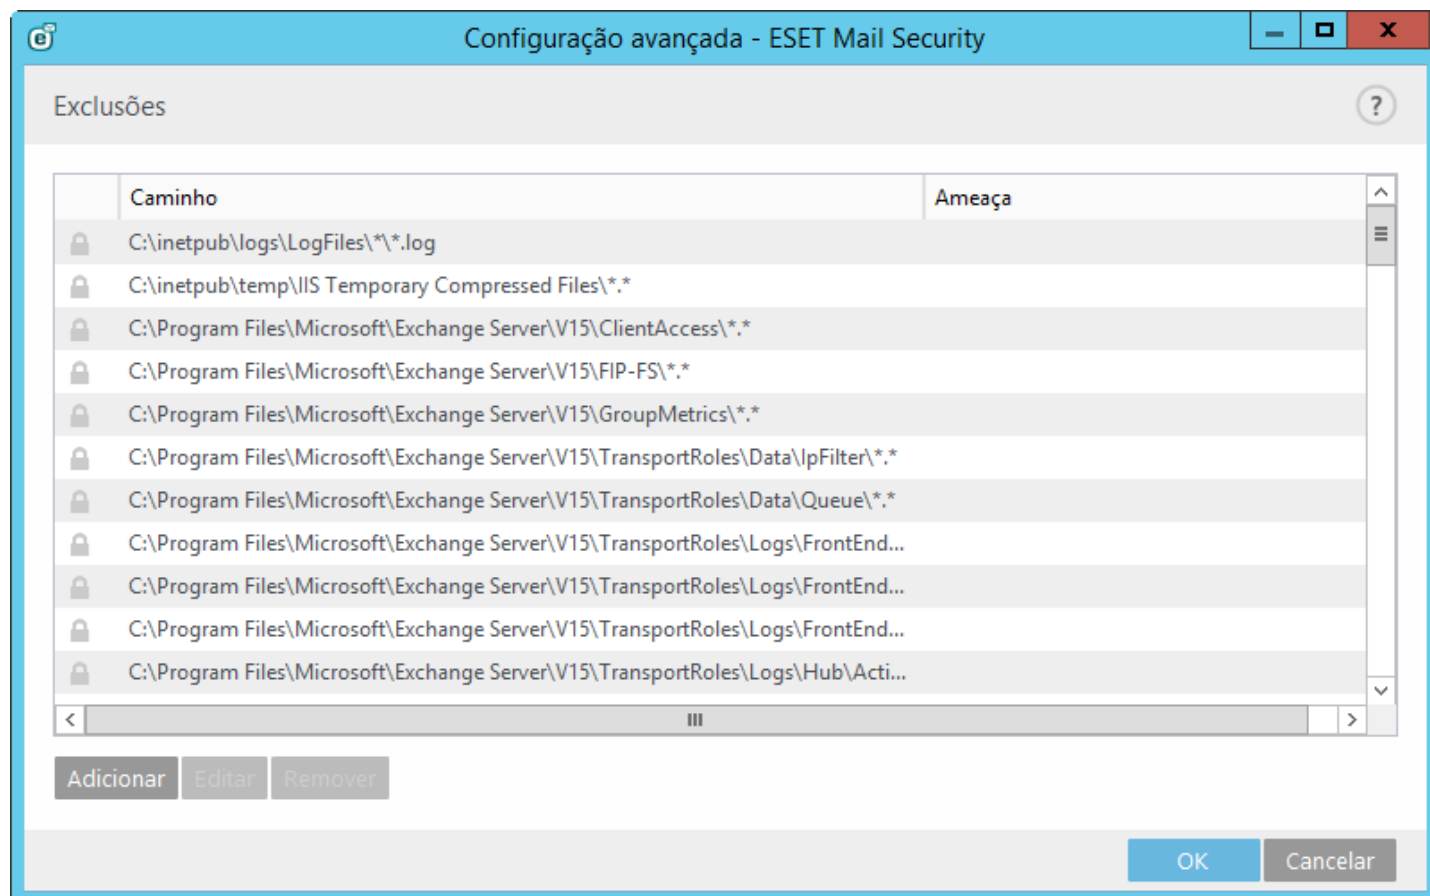 Configuração avançada - ESET Mail Security
Exclusões
?
Caminho Ameaça
C:\inetpub\logs\LogFiles\*\*.log
C:\inetpub\temp\IIS Temporary Compressed Files\*.*
C:\Program Files\Microsoft\Exchange Server\V15\ClientAccess\*.*
C:\Program Files\Microsoft\Exchange Server\V15\FIP-FS\*.*
C:\Program Files\Microsoft\Exchange Server\V15\GroupMetrics\*.*
C:\Program Files\Microsoft\Exchange Server\V15\TransportRoles\Data\IpFilter\*.*
C:\Program Files\Microsoft\Exchange Server\V15\TransportRoles\Data\Queue\*.*
C:\Program Files\Microsoft\Exchange Server\V15\TransportRoles\Logs\FrontEnd...
C:\Program Files\Microsoft\Exchange Server\V15\TransportRoles\Logs\FrontEnd...
C:\Program Files\Microsoft\Exchange Server\V15\TransportRoles\Logs\FrontEnd...
C:\Program Files\Microsoft\Exchange Server\V15\TransportRoles\Logs\Hub\Acti...
Adicionar Editar Remover
OK Cancelar